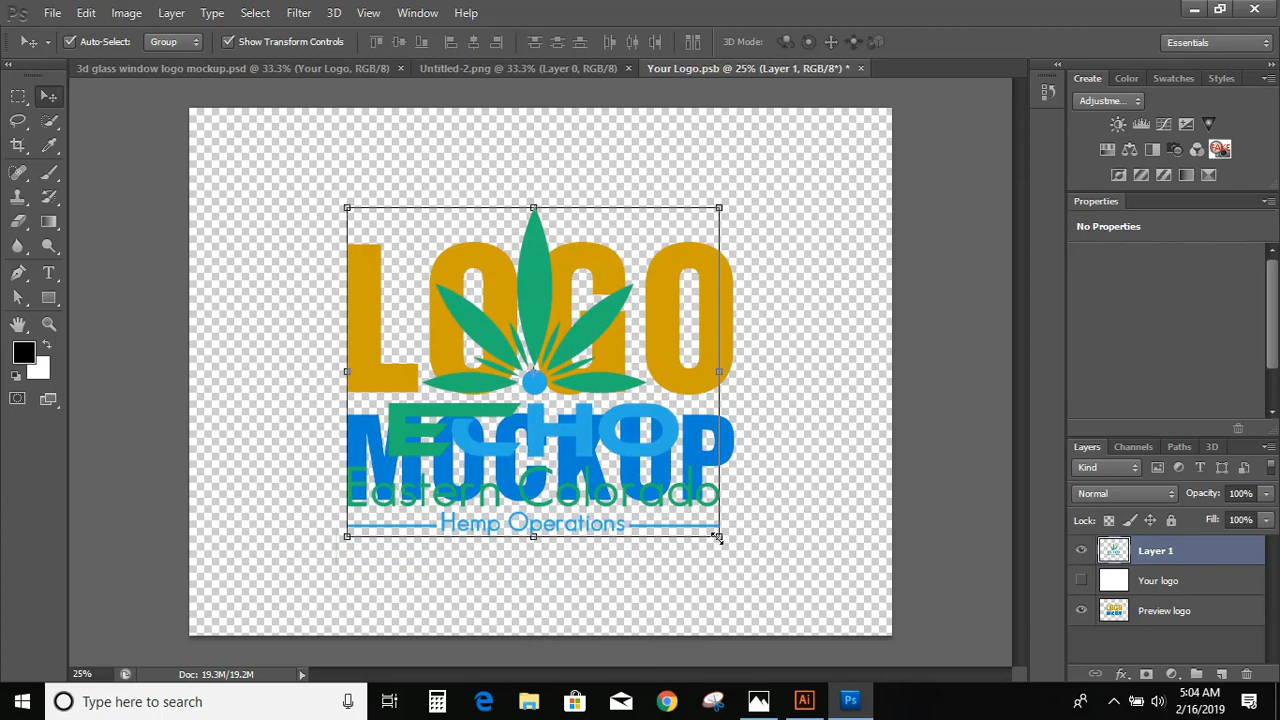 Ps File Edit Image Layer Type Select Filter 3D View Window Help
Auto-Select: Group Show Transform Controls 3D Mode: Essentials
3d glass window logo mockup.psd @ 33.3% (Your Logo, RGB/8) × Untitled-2.png @ 33.3% (Layer 0, RGB/8) × Your Logo.psb @ 25% (Layer 1, RGB/8*) * ×
Create Color Swatches Styles
Adjustme...
Properties
No Properties
LOGO
MOCKUP
ECHO
Eastern Colorado
Hemp Operations
Layers Channels Paths 3D
Kind
Normal Opacity: 100%
Lock: Fill: 100%
Layer 1
Your logo
Preview logo
25% Doc: 19.3M/19.2M
Type here to search
Ai Ps
5:04 AM
2/16/2019